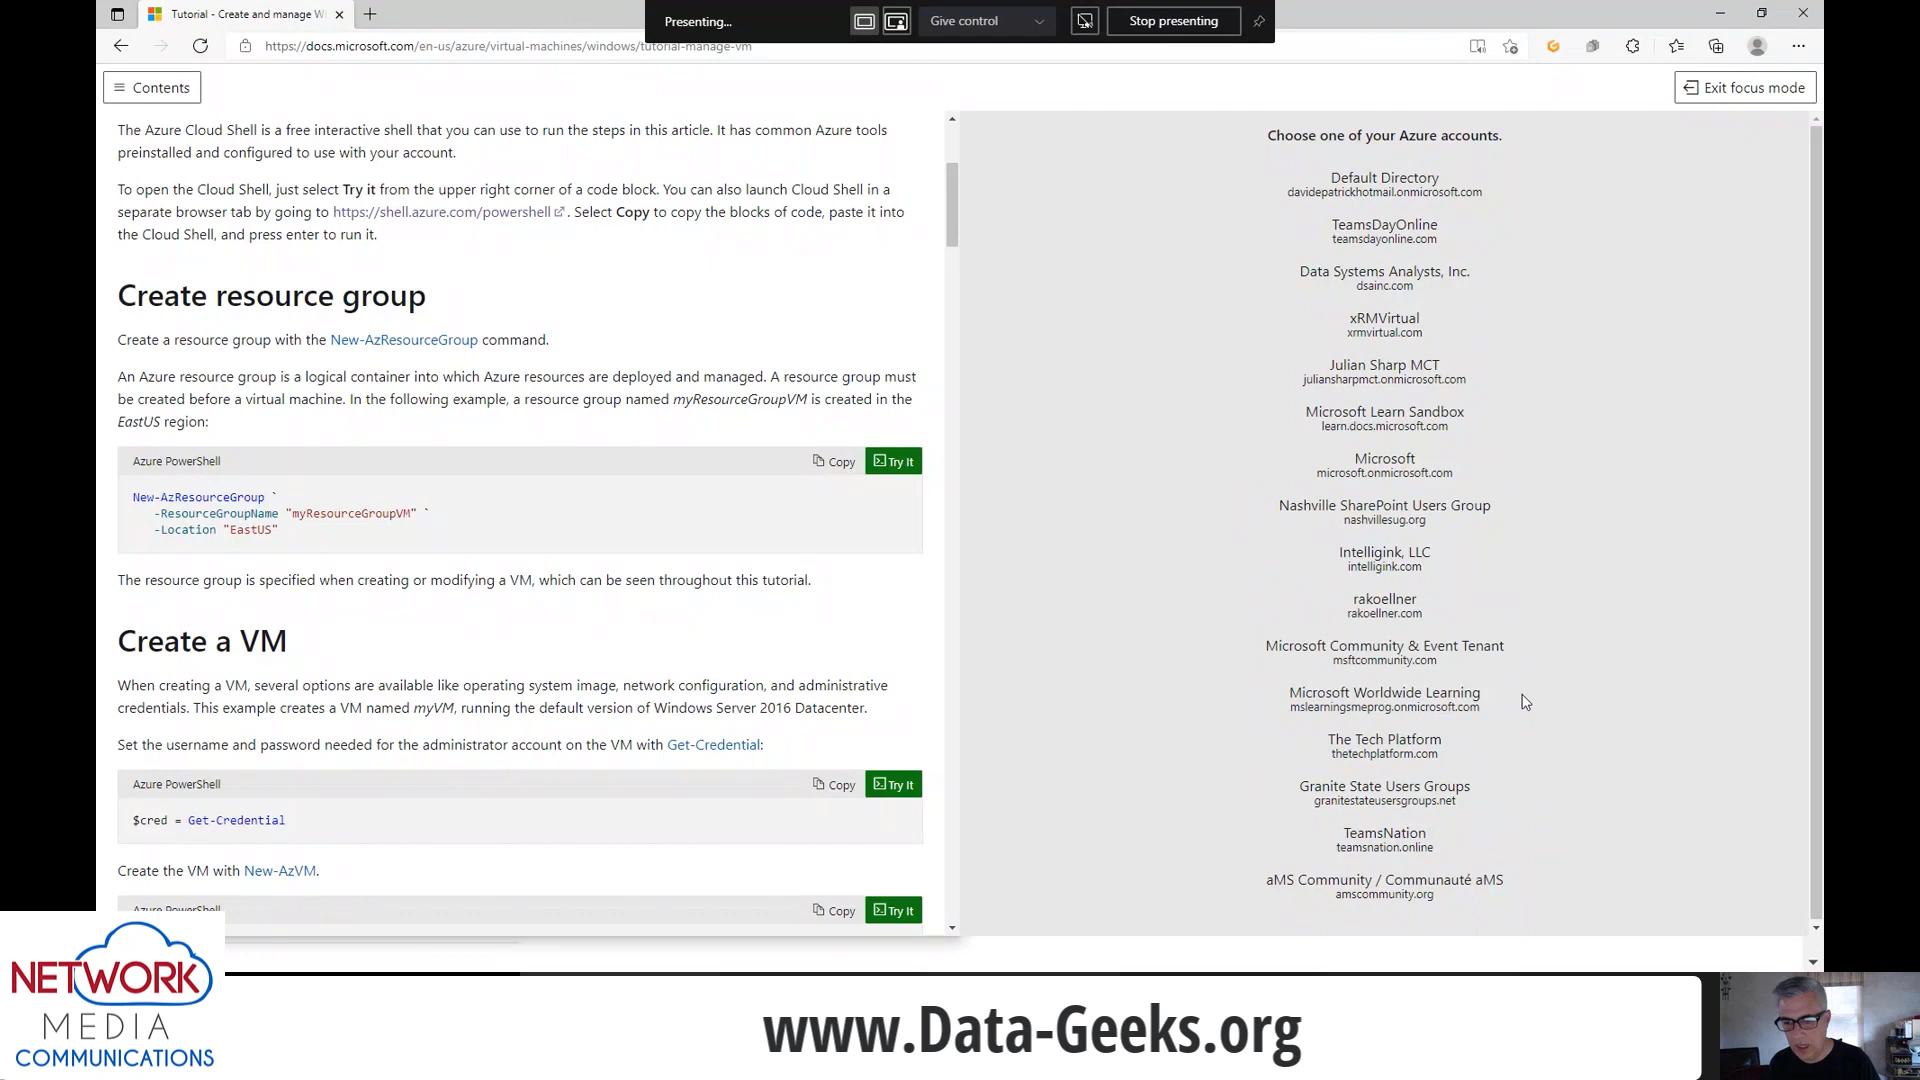 Tutorial - Create and manage Wi
Presenting...
Give control
Stop presenting
https://docs.microsoft.com/en-us/azure/virtual-machines/windows/tutorial-manage-vm
Contents
Exit focus mode
The Azure Cloud Shell is a free interactive shell that you can use to run the steps in this article. It has common Azure tools
preinstalled and configured to use with your account.
To open the Cloud Shell, just select Try it from the upper right corner of a code block. You can also launch Cloud Shell in a
separate browser tab by going to https://shell.azure.com/powershell. Select Copy to copy the blocks of code, paste it into
the Cloud Shell, and press enter to run it.
Create resource group
Create a resource group with the New-AzResourceGroup command.
An Azure resource group is a logical container into which Azure resources are deployed and managed. A resource group must
be created before a virtual machine. In the following example, a resource group named myResourceGroupVM is created in the
EastUS region:
Azure PowerShell Copy Try It
New-AzResourceGroup `
-ResourceGroupName "myResourceGroupVM" `
-Location "EastUS"
The resource group is specified when creating or modifying a VM, which can be seen throughout this tutorial.
Create a VM
When creating a VM, several options are available like operating system image, network configuration, and administrative
credentials. This example creates a VM named myVM, running the default version of Windows Server 2016 Datacenter.
Set the username and password needed for the administrator account on the VM with Get-Credential:
Azure PowerShell Copy Try It
$cred = Get-Credential
Create the VM with New-AzVM.
Azure PowerShell Copy Try It
Choose one of your Azure accounts.
Default Directory
davidepatrickhotmail.onmicrosoft.com
TeamsDayOnline
teamsdayonline.com
Data Systems Analysts, Inc.
dsainc.com
xRMVirtual
xrmvirtual.com
Julian Sharp MCT
juliansharpmct.onmicrosoft.com
Microsoft Learn Sandbox
learn.docs.microsoft.com
Microsoft
microsoft.onmicrosoft.com
Nashville SharePoint Users Group
nashvillesug.org
Intelligink, LLC
intelligink.com
rakoellner
rakoellner.com
Microsoft Community & Event Tenant
msftcommunity.com
Microsoft Worldwide Learning
mslearningsmeprog.onmicrosoft.com
The Tech Platform
thetechplatform.com
Granite State Users Groups
granitestateusersgroups.net
TeamsNation
teamsnation.online
aMS Community / Communauté aMS
amscommunity.org
NETWORK
MEDIA
COMMUNICATIONS
www.Data-Geeks.org